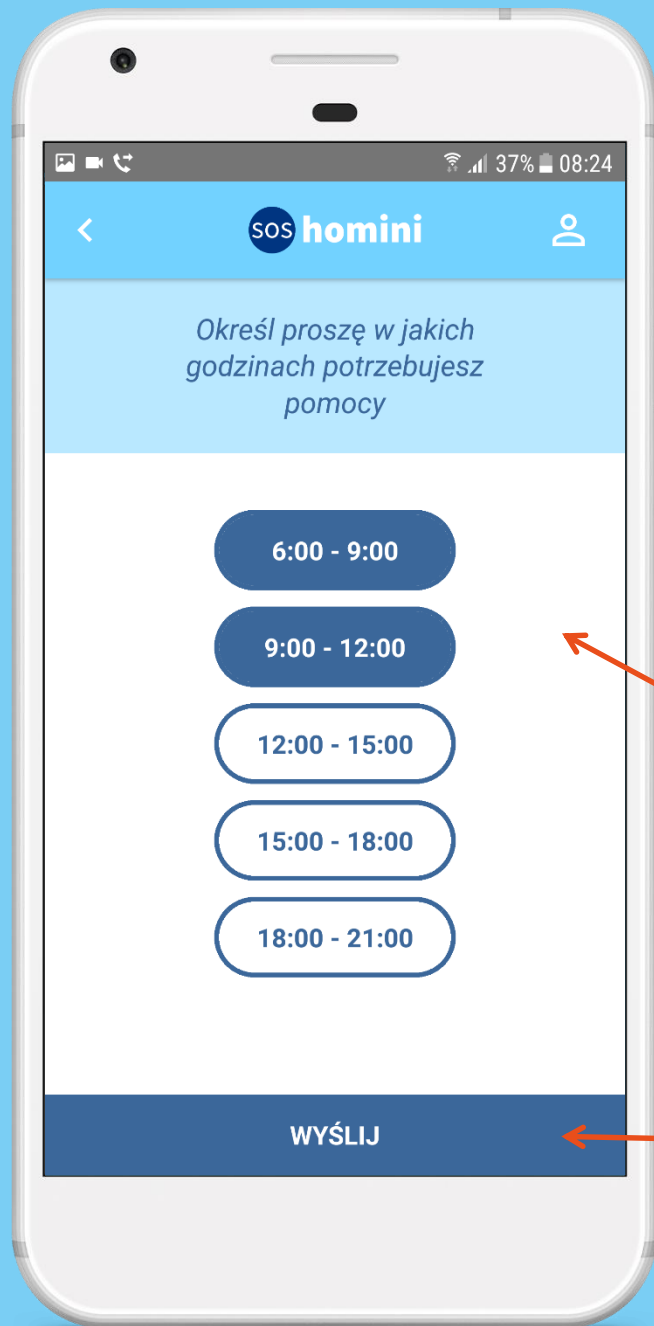 37% 08:24
sos homini
Określ proszę w jakich
godzinach potrzebujesz
pomocy
6:00 - 9:00
9:00 - 12:00
12:00 - 15:00
15:00 - 18:00
18:00 - 21:00
WYŚLIJ